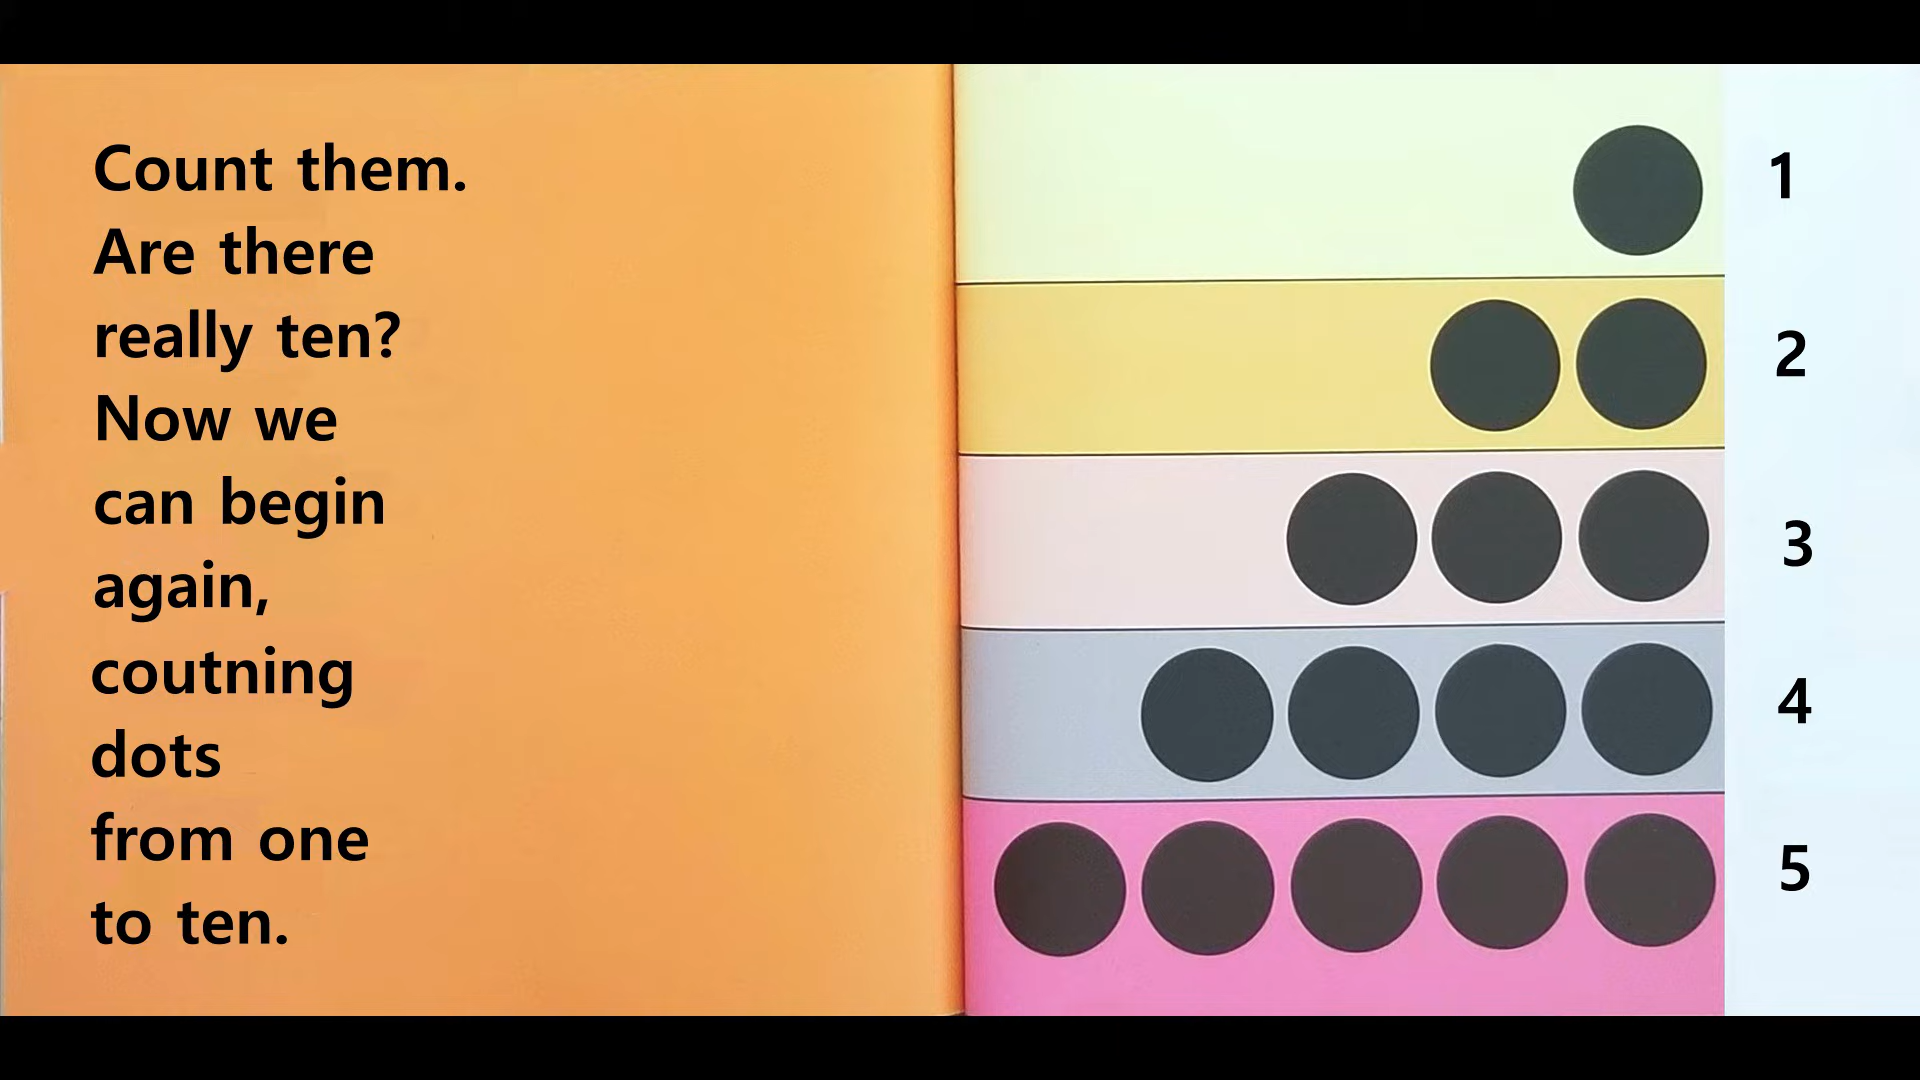 Count them.
Are there
really ten?
Now we
can begin
again,
coutning
dots
from one
to ten.
1
2
3
4
5